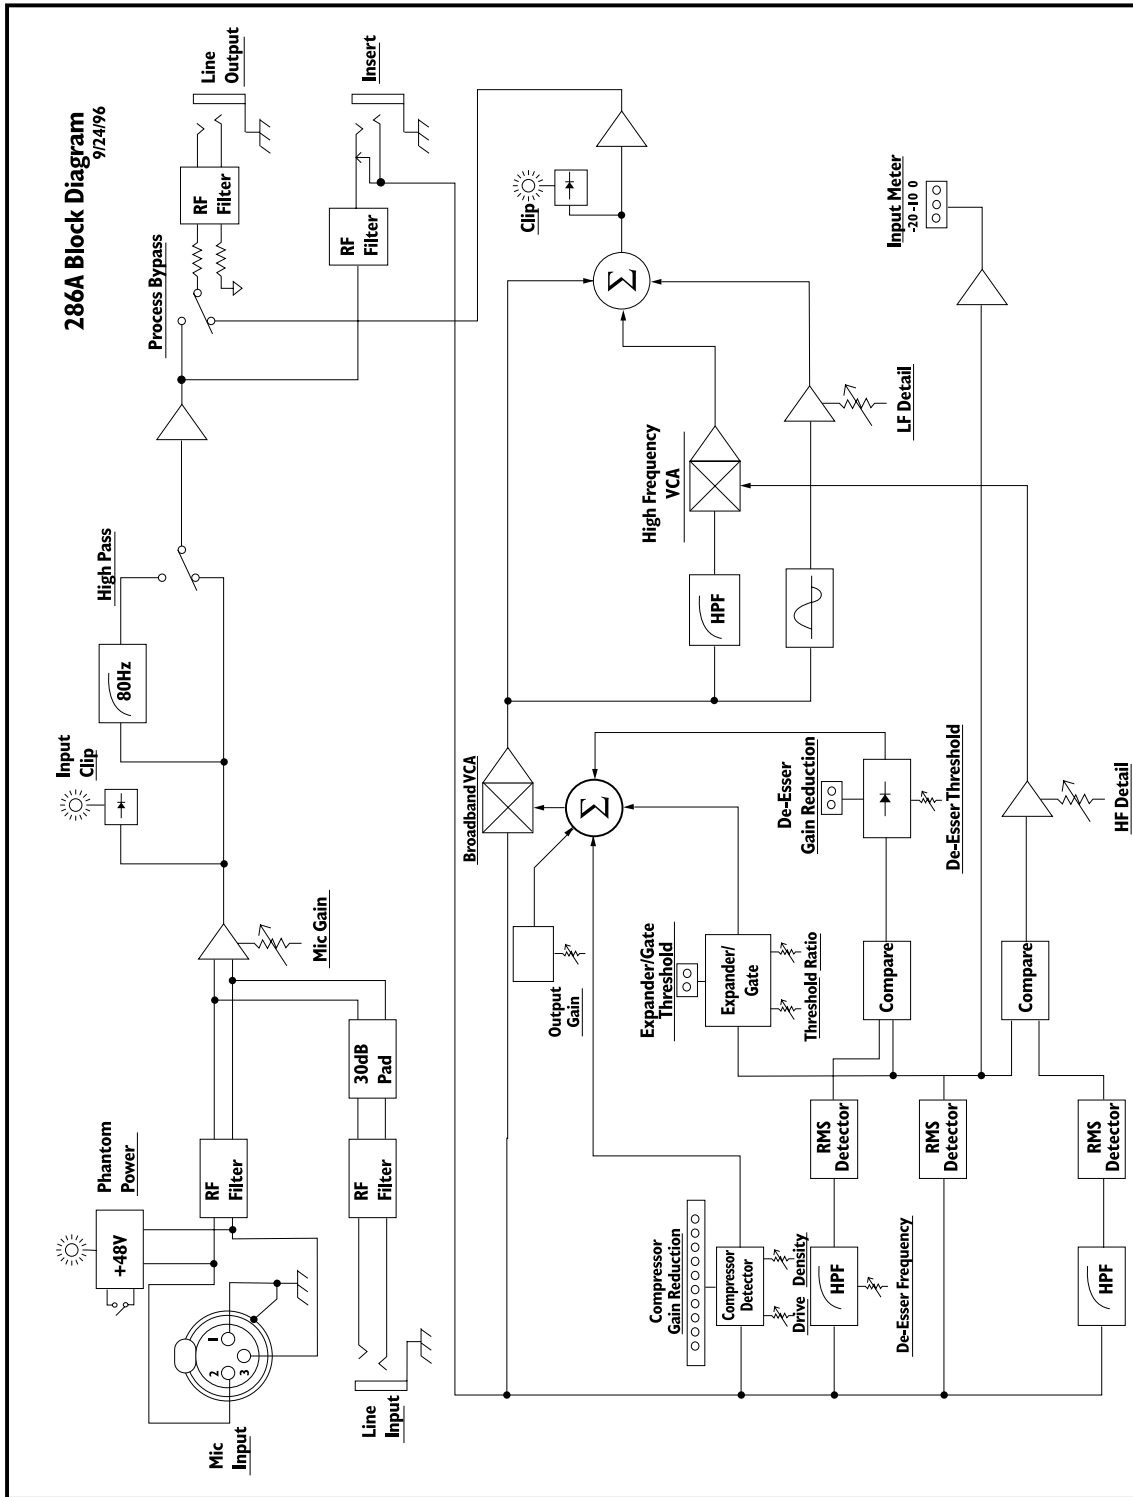 286A Block Diagram
9/24/96
Line
Output
Insert
RF
Filter
RF
Filter
Process Bypass
Clip
Σ
Input Meter
-20 -10 0
LF Detail
High Frequency
VCA
High Pass
80Hz
HPF
Input
Clip
Broadband VCA
Σ
De-Esser
Gain Reduction
De-Esser Threshold
HF Detail
Mic Gain
Output
Gain
Expander/Gate
Threshold
Expander/
Gate
Threshold Ratio
Compare
Compare
30dB
Pad
Phantom
Power
+48V
RF
Filter
RF
Filter
RMS
Detector
RMS
Detector
RMS
Detector
Compressor
Gain Reduction
Compressor
Detector
Drive Density
HPF
De-Esser Frequency
HPF
1
2
3
Mic
Input
Line
Input